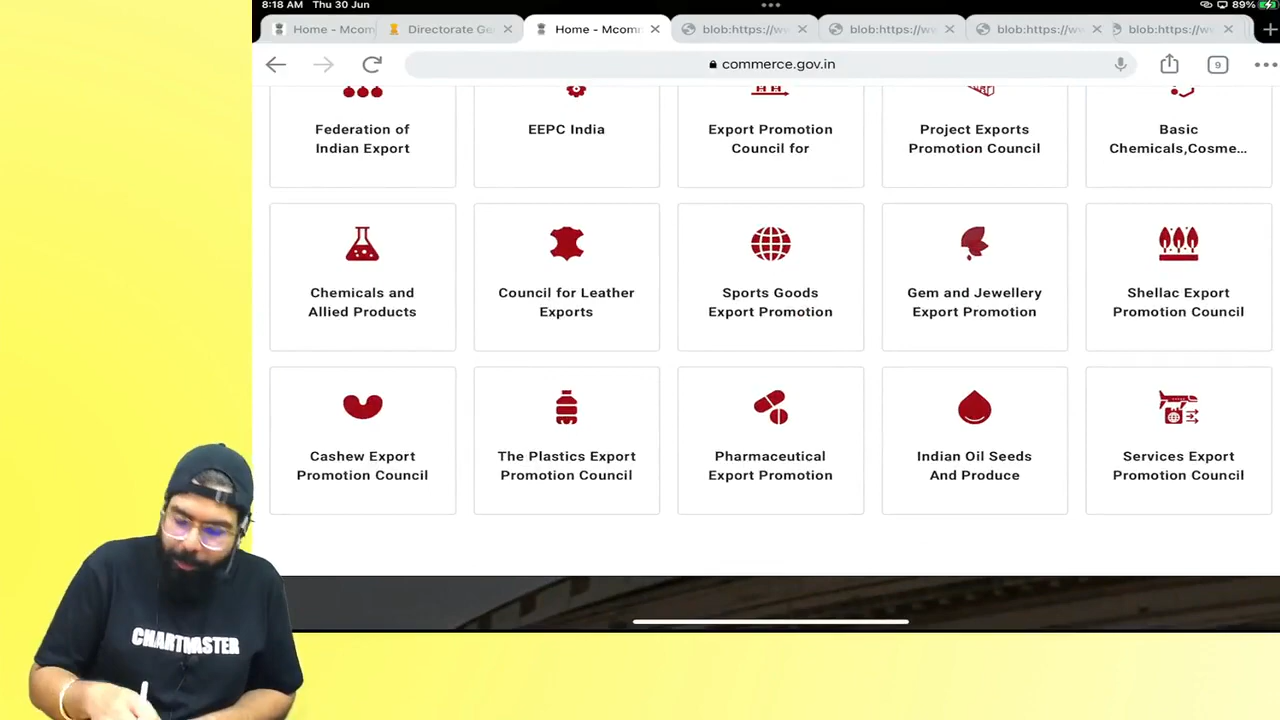 8:18 AM Thu 30 Jun
89%
Home - Mcom
Directorate Ge
Home - Mcom
blob:https://w
blob:https://w
blob:https://w
blob:https://w
commerce.gov.in
9
Federation of
Indian Export
EEPC India
Export Promotion
Council for
Project Exports
Promotion Council
Basic
Chemicals,Cosme...
Chemicals and
Allied Products
Council for Leather
Exports
Sports Goods
Export Promotion
Gem and Jewellery
Export Promotion
Shellac Export
Promotion Council
Cashew Export
Promotion Council
The Plastics Export
Promotion Council
Pharmaceutical
Export Promotion
Indian Oil Seeds
And Produce
Services Export
Promotion Council
CHARTMASTER